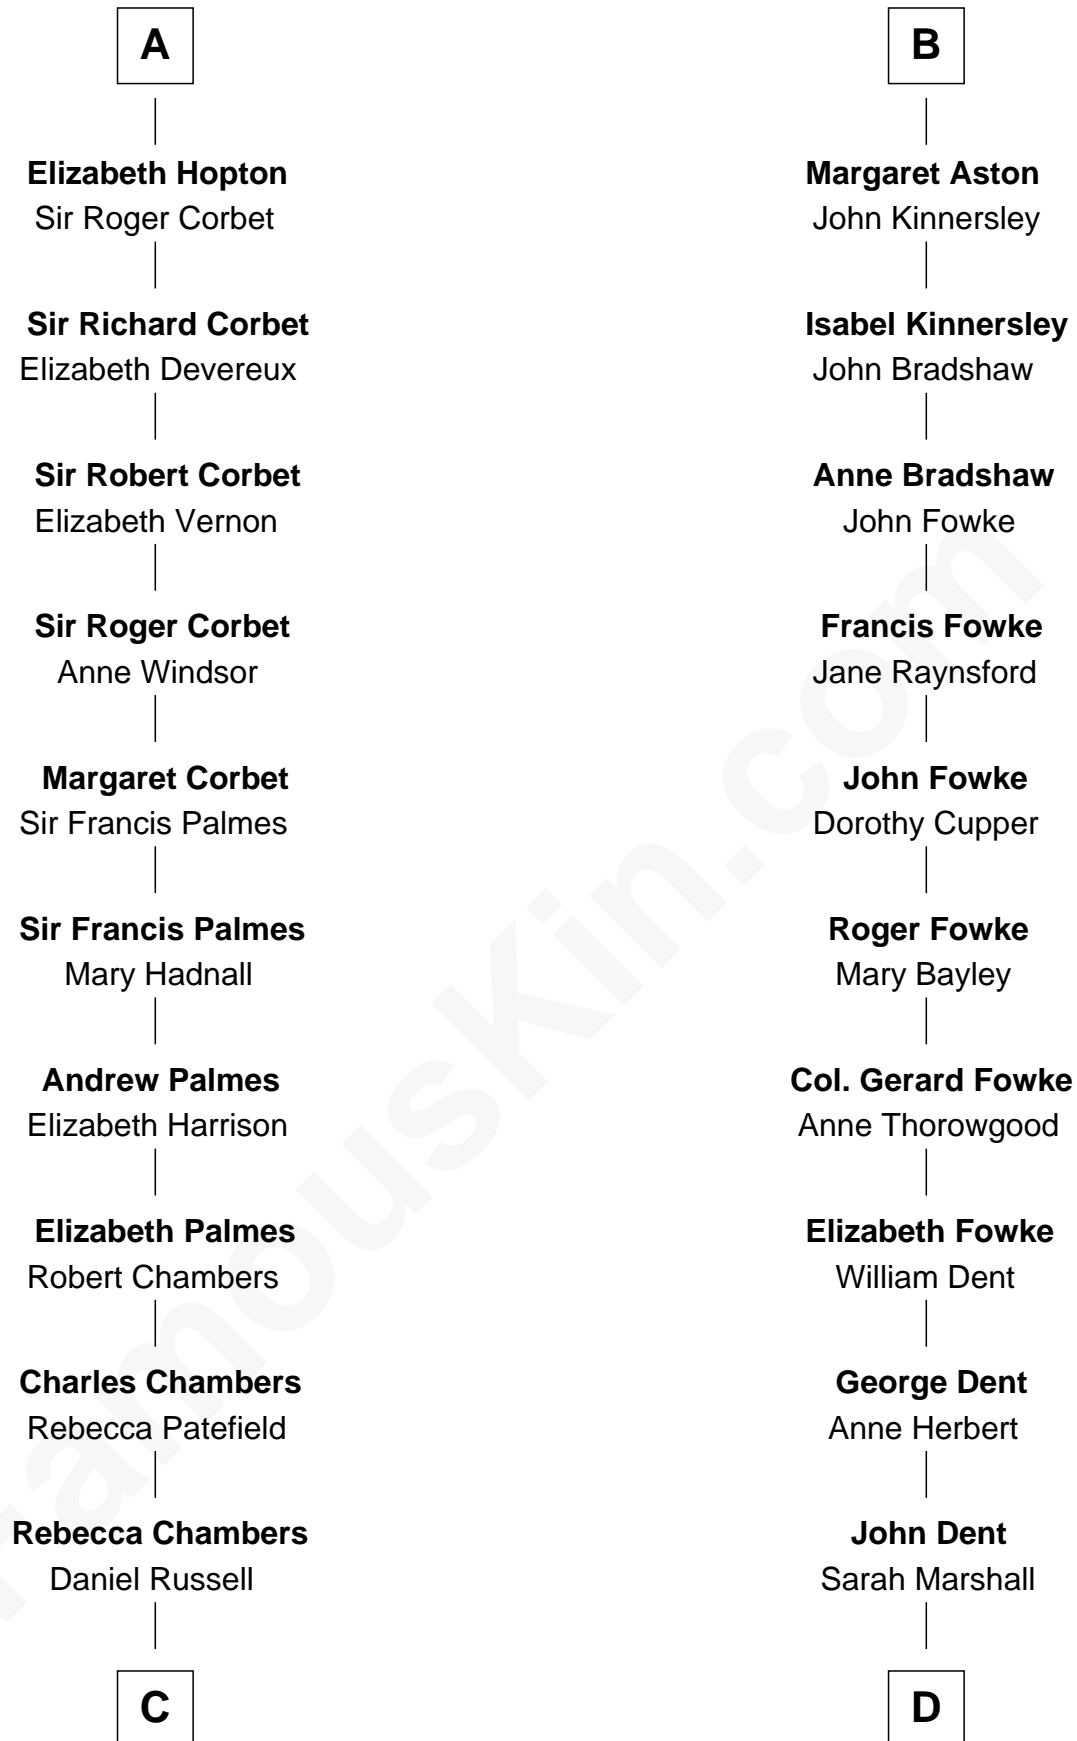 A
Elizabeth Hopton
Sir Roger Corbet
Sir Richard Corbet
Elizabeth Devereux
Sir Robert Corbet
Elizabeth Vernon
Sir Roger Corbet
Anne Windsor
Margaret Corbet
Sir Francis Palmes
Sir Francis Palmes
Mary Hadnall
Andrew Palmes
Elizabeth Harrison
Elizabeth Palmes
Robert Chambers
Charles Chambers
Rebecca Patefield
Rebecca Chambers
Daniel Russell
C
B
Margaret Aston
John Kinnersley
Isabel Kinnersley
John Bradshaw
Anne Bradshaw
John Fowke
Francis Fowke
Jane Raynsford
John Fowke
Dorothy Cupper
Roger Fowke
Mary Bayley
Col. Gerard Fowke
Anne Thorowgood
Elizabeth Fowke
William Dent
George Dent
Anne Herbert
John Dent
Sarah Marshall
D
FamousKin.com